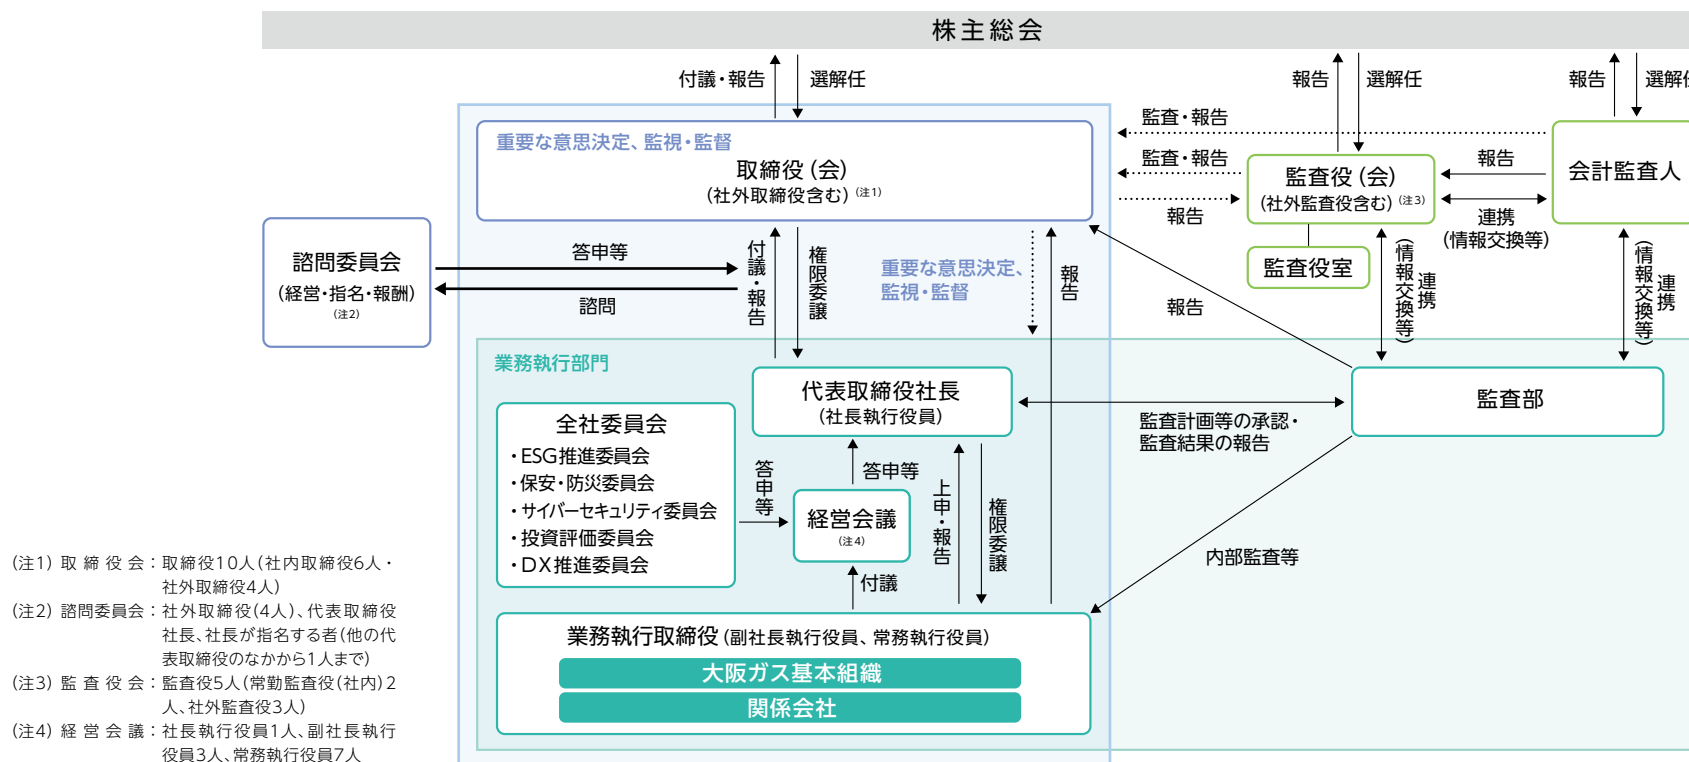 株主総会
付議・報告
選解任
報告
選解任
報告
選解任
重要な意思決定、監視・監督
取締役(会)
(社外取締役含む)(注1)
監査・報告
監査・報告
報告
監査役(会)
(社外監査役含む)(注3)
監査役室
報告
連携
(情報交換等)
会計監査人
諮問委員会
(経営・指名・報酬)
(注2)
答申等
諮問
付議・報告
権限委譲
重要な意思決定、
監視・監督
報告
報告
連携
(情報交換等)
連携
(情報交換等)
業務執行部門
代表取締役社長
(社長執行役員)
監査部
監査計画等の承認・
監査結果の報告
全社委員会
・ESG推進委員会
・保安・防災委員会
・サイバーセキュリティ委員会
・投資評価委員会
・DX推進委員会
答申等
答申等
経営会議
(注4)
付議
上申・報告
権限委譲
内部監査等
業務執行取締役(副社長執行役員、常務執行役員)
大阪ガス基本組織
関係会社
(注1) 取締役会：取締役10人(社内取締役6人・
社外取締役4人)
(注2) 諮問委員会：社外取締役(4人)、代表取締役
社長、社長が指名する者(他の代
表取締役のなかから1人まで)
(注3) 監査役会：監査役5人(常勤監査役(社内)2
人、社外監査役3人)
(注4) 経営会議：社長執行役員1人、副社長執行
役員3人、常務執行役員7人